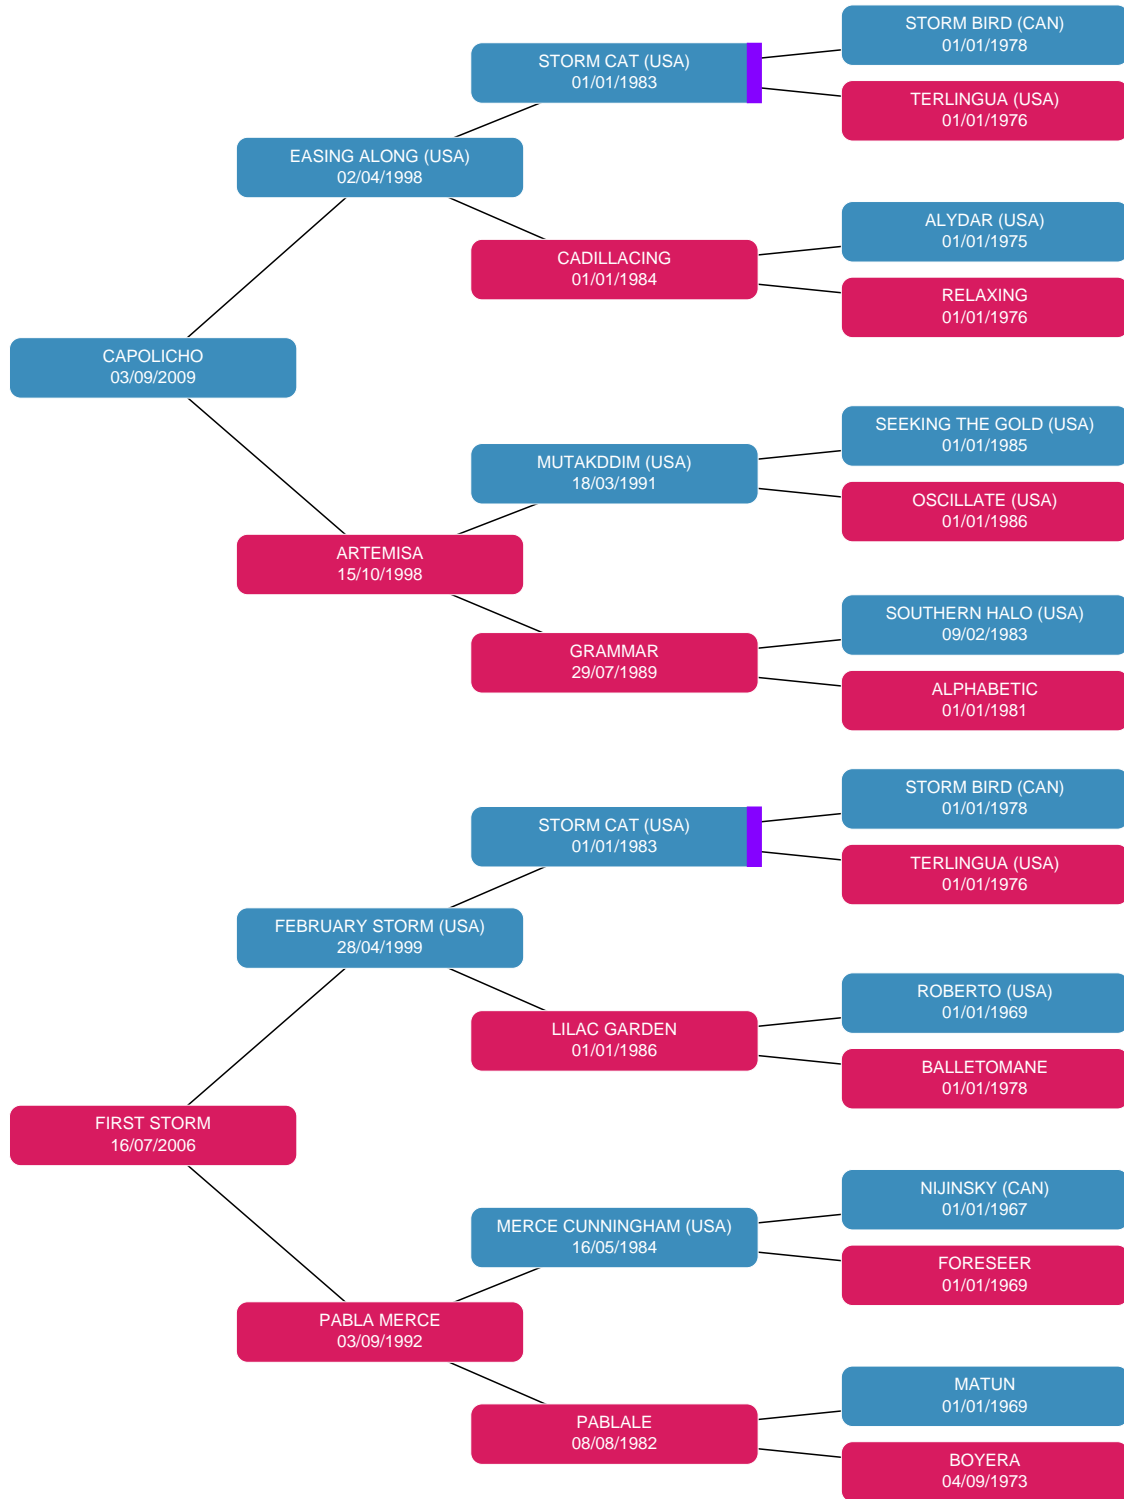 STORM BIRD (CAN)
01/01/1978
STORM CAT (USA)
01/01/1983
TERLINGUA (USA)
01/01/1976
EASING ALONG (USA)
02/04/1998
ALYDAR (USA)
01/01/1975
CADILLACING
01/01/1984
RELAXING
01/01/1976
CAPOLICHO
03/09/2009
SEEKING THE GOLD (USA)
01/01/1985
MUTAKDDIM (USA)
18/03/1991
OSCILLATE (USA)
01/01/1986
ARTEMISA
15/10/1998
SOUTHERN HALO (USA)
09/02/1983
GRAMMAR
29/07/1989
ALPHABETIC
01/01/1981
STORM BIRD (CAN)
01/01/1978
STORM CAT (USA)
01/01/1983
TERLINGUA (USA)
01/01/1976
FEBRUARY STORM (USA)
28/04/1999
ROBERTO (USA)
01/01/1969
LILAC GARDEN
01/01/1986
BALLETOMANE
01/01/1978
FIRST STORM
16/07/2006
NIJINSKY (CAN)
01/01/1967
MERCE CUNNINGHAM (USA)
16/05/1984
FORESEER
01/01/1969
PABLA MERCE
03/09/1992
MATUN
01/01/1969
PABLALE
08/08/1982
BOYERA
04/09/1973